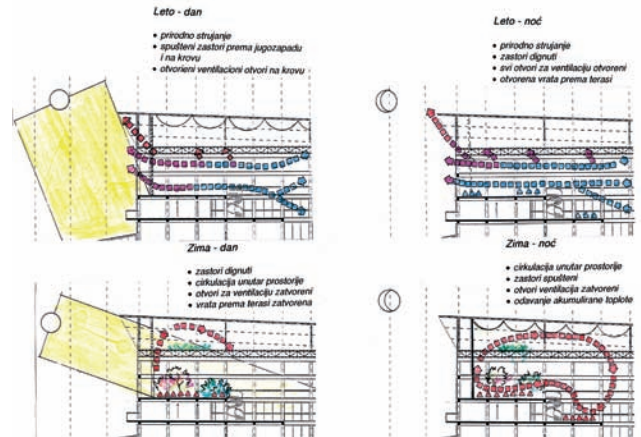 Leto - dan
• prirodno strujanje
• spušteni zastori prema jugozapadu
i na krovu
• otvorieni ventilacioni otvori na krovu
Leto - noć
• prirodno strujanje
• zastori dignuti
• svi otvori za ventilaciju otvoreni
• otvorena vrata prema terasi
Zima - dan
• zastori dignuti
• cirkulacija unutar prostorije
• otvori za ventilaciju zatvoreni
• vrata prema terasi zatvorena
Zima - noć
• cirkulacija unutar prostorije
• zastori spušteni
• otvori ventilacija zatvoreni
• odavanje akumulirane toplote